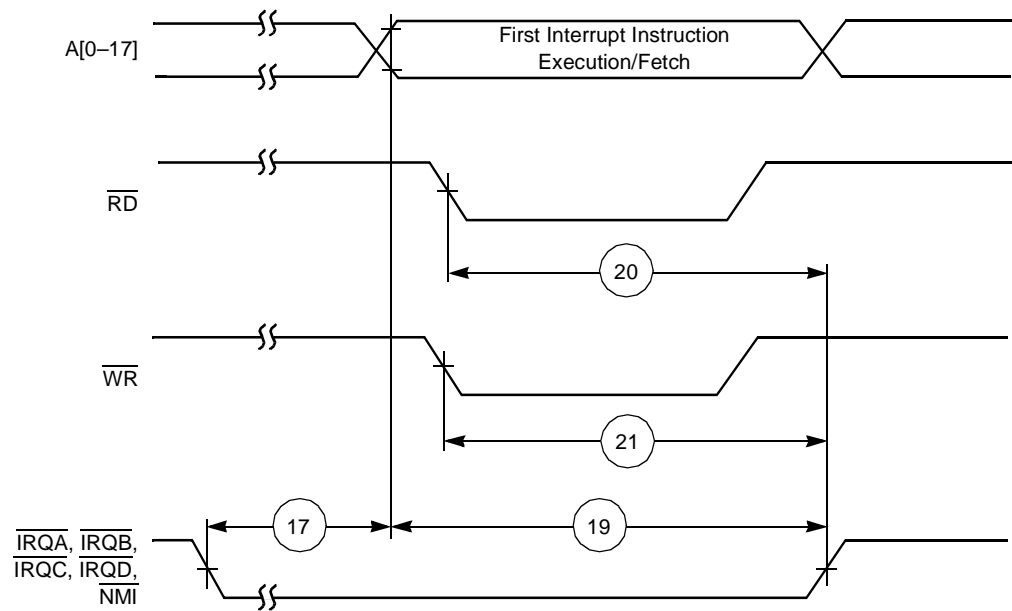 A[0–17]
First Interrupt Instruction
Execution/Fetch
RD
20
WR
21
17
19
IRQA, IRQB,
IRQC, IRQD,
NMI